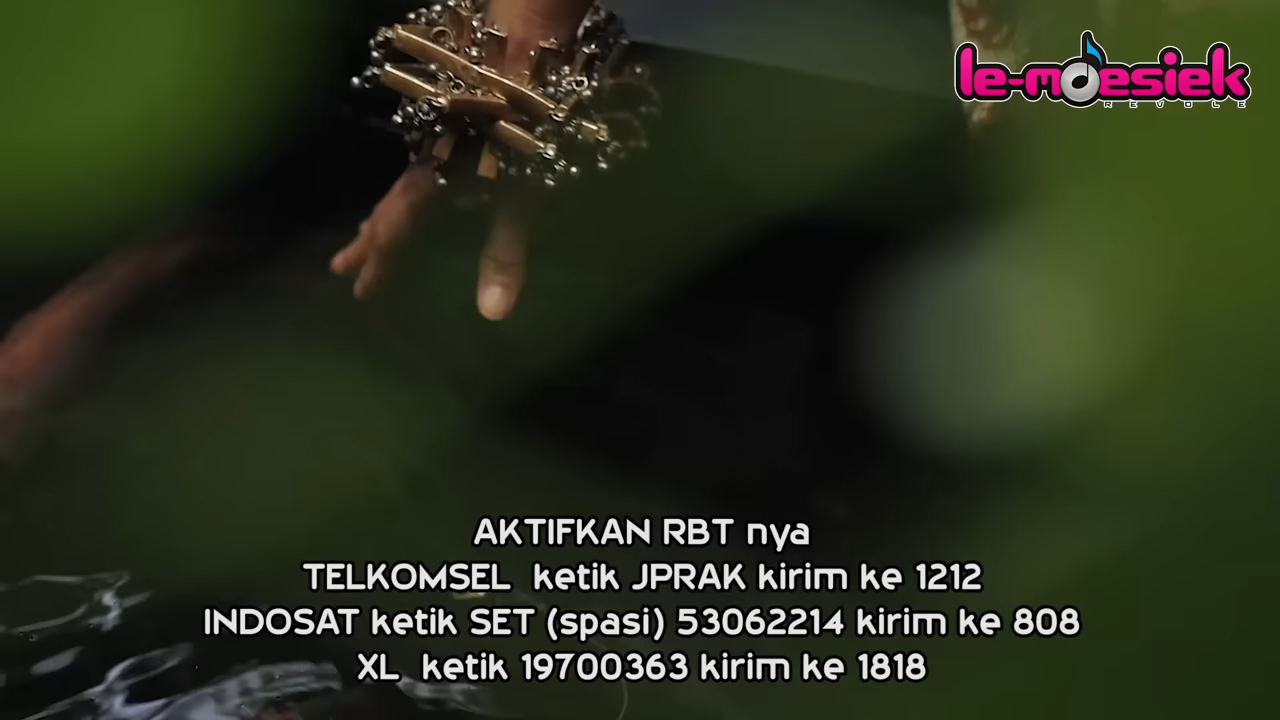 le-moesiek
REVOLE
AKTIFKAN RBT nya
TELKOMSEL ketik JPRAK kirim ke 1212
INDOSAT ketik SET (spasi) 53062214 kirim ke 808
XL ketik 19700363 kirim ke 1818